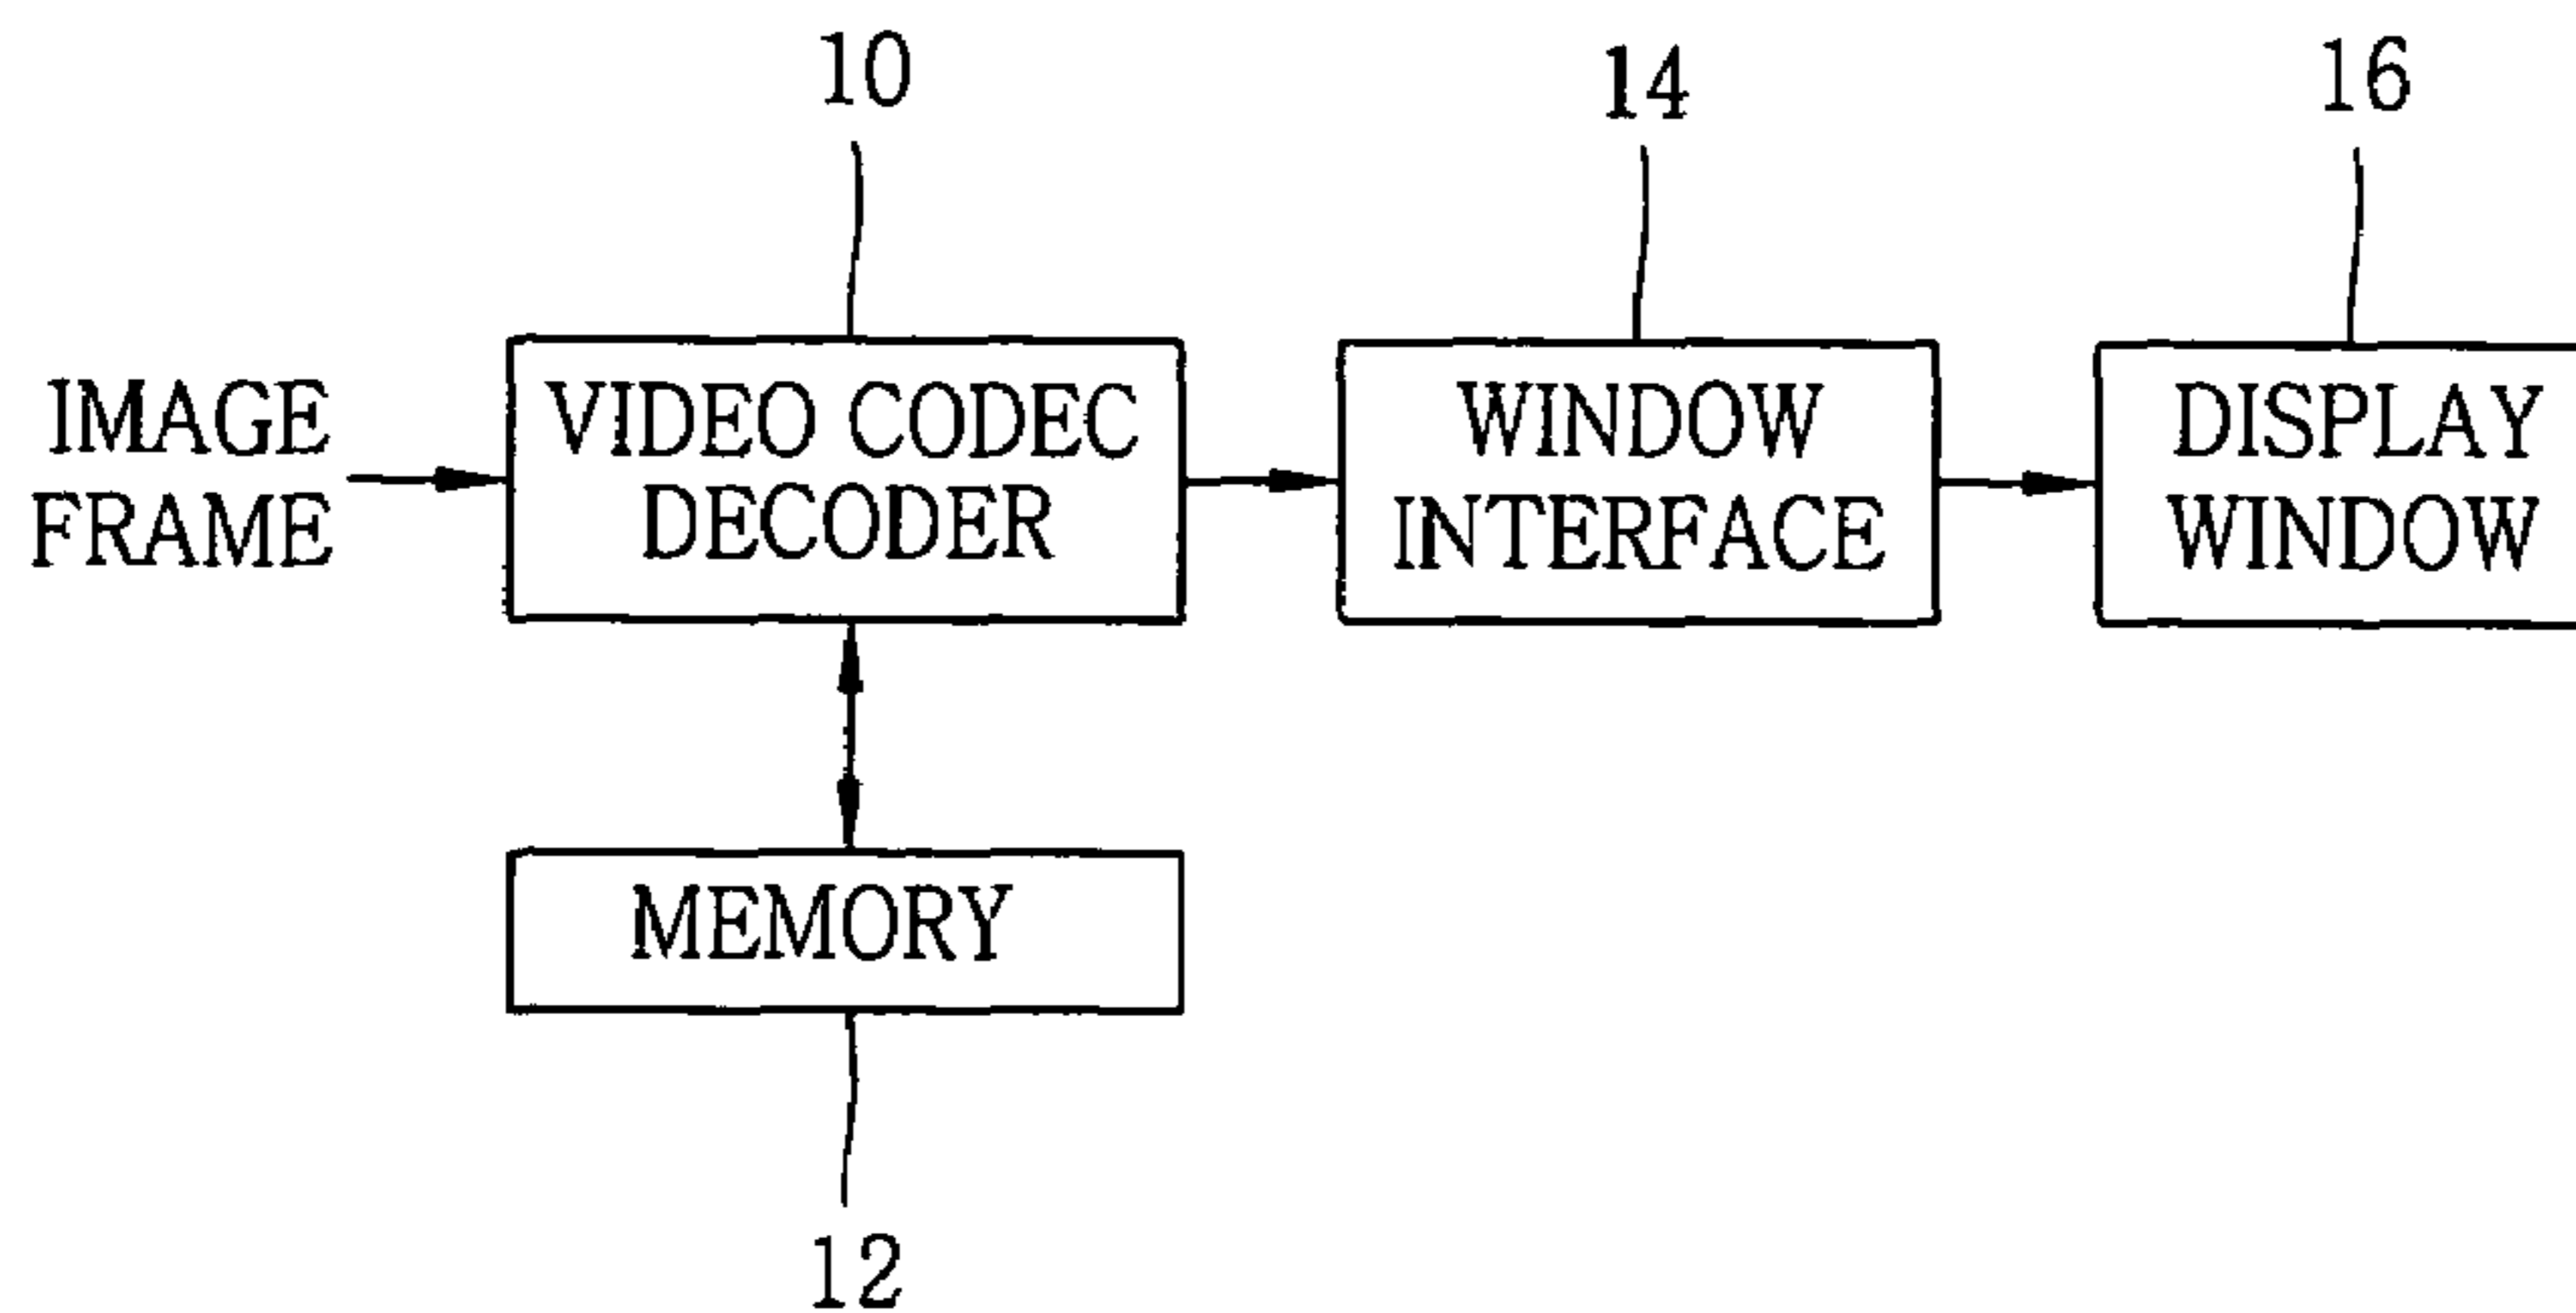 10
14
16
IMAGE
FRAME
VIDEO CODEC
DECODER
WINDOW
INTERFACE
DISPLAY
WINDOW
MEMORY
12